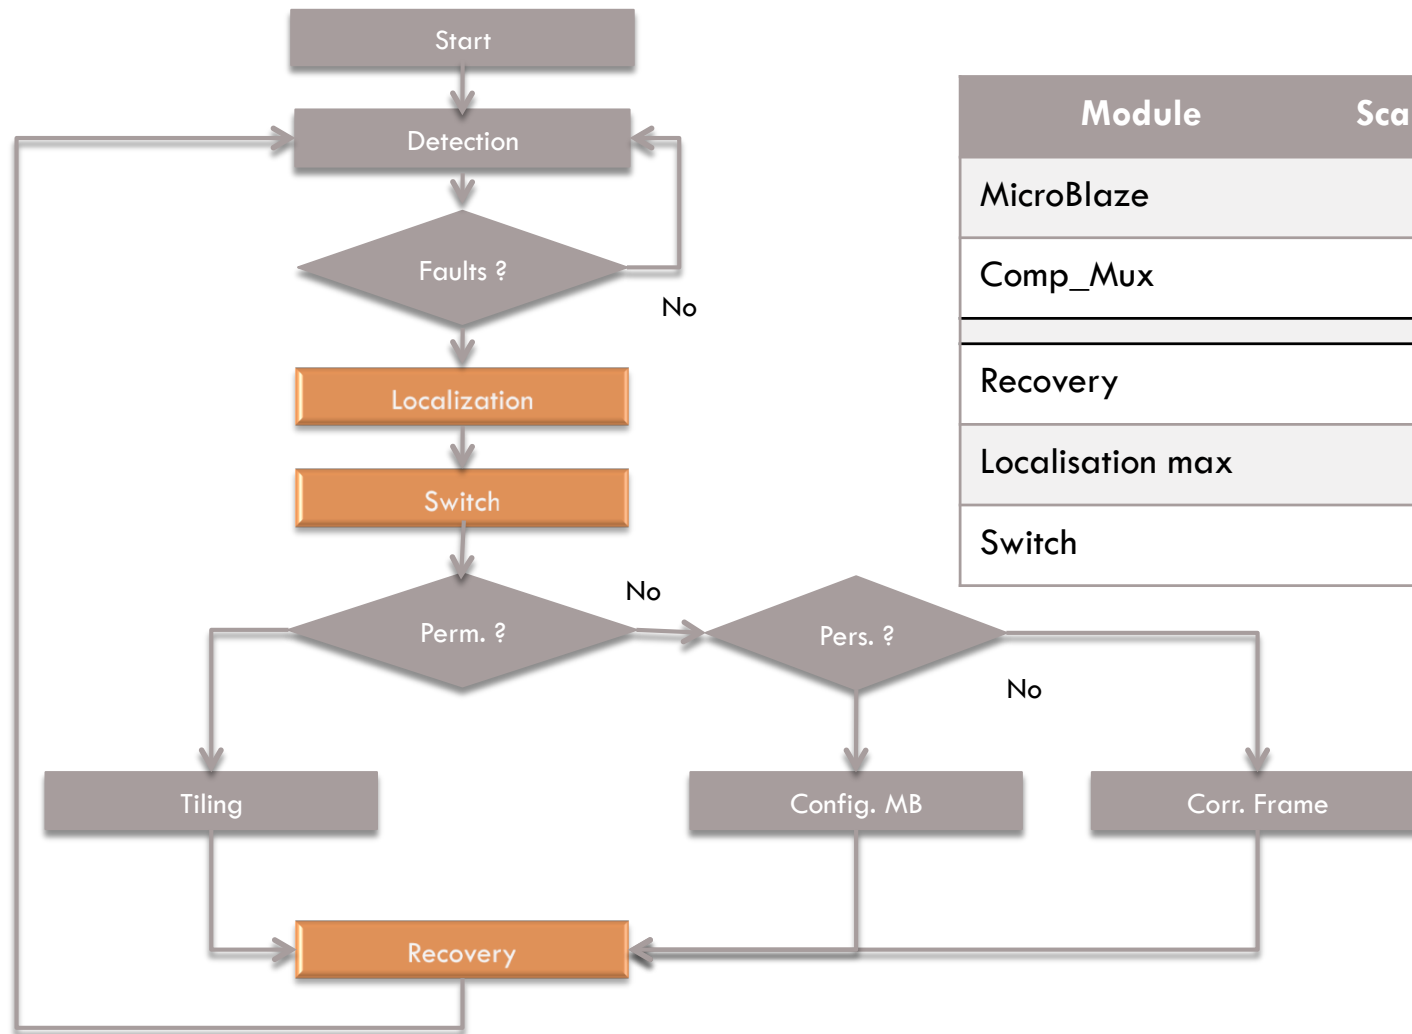 Start
Detection
Faults ?
No
Localization
Switch
Perm. ?
No
Pers. ?
No
Tiling
Config. MB
Corr. Frame
Recovery
Module Sca
MicroBlaze
Comp_Mux
Recovery
Localisation max
Switch